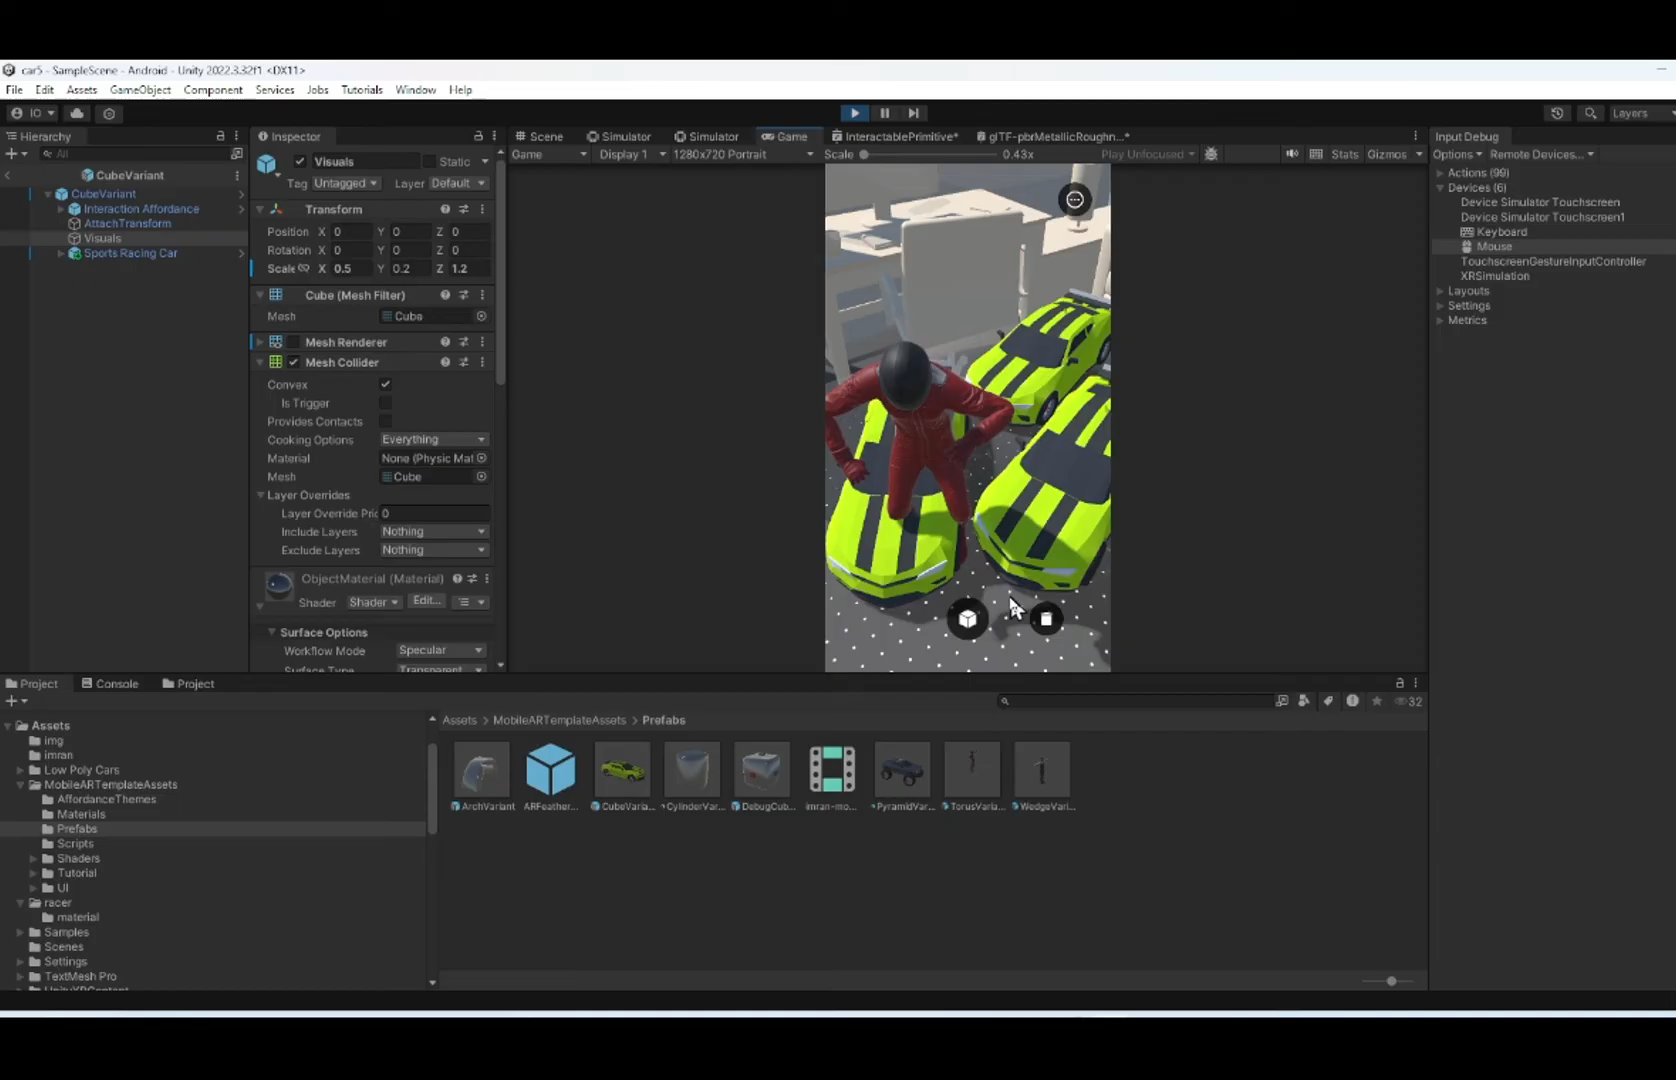 car5 - SampleScene - Android - Unity 2022.3.32f1 <DX11>
File Edit Assets GameObject Component Services Jobs Tutorials Window Help
IO
Layers
Hierarchy
All
CubeVariant
CubeVariant
Interaction Affordance
AttachTransform
Visuals
Sports Racing Car
Inspector
Visuals Static
Tag Untagged Layer Default
Transform
Position X 0 Y 0 Z 0
Rotation X 0 Y 0 Z 0
Scale X 0.5 Y 0.2 Z 1.2
Cube (Mesh Filter)
Mesh Cube
Mesh Renderer
Mesh Collider
Convex
Is Trigger
Provides Contacts
Cooking Options Everything
Material None (Physic Mat
Mesh Cube
Layer Overrides
Layer Override Pric 0
Include Layers Nothing
Exclude Layers Nothing
ObjectMaterial (Material)
Shader Shader Edit...
Surface Options
Workflow Mode Specular
Surface Type Transparent
Scene Simulator Simulator Game InteractablePrimitive* glTF-pbrMetallicRoughn...*
Game Display 1 1280x720 Portrait Scale 0.43x Play Unfocused Stats Gizmos
Input Debug
Options Remote Devices...
Actions (99)
Devices (6)
Device Simulator Touchscreen
Device Simulator Touchscreen1
Keyboard
Mouse
TouchscreenGestureInputController
XRSimulation
Layouts
Settings
Metrics
Project Console Project
32
Assets
img
imran
Low Poly Cars
MobileARTemplateAssets
AffordanceThemes
Materials
Prefabs
Scripts
Shaders
Tutorial
UI
racer
material
Samples
Scenes
Settings
TextMesh Pro
UnityXRContent
Assets > MobileARTemplateAssets > Prefabs
ArchVariant ARFeather... CubeVaria... CylinderVar... DebugCub... imran-mo... PyramidVar... TorusVaria... WedgeVari...